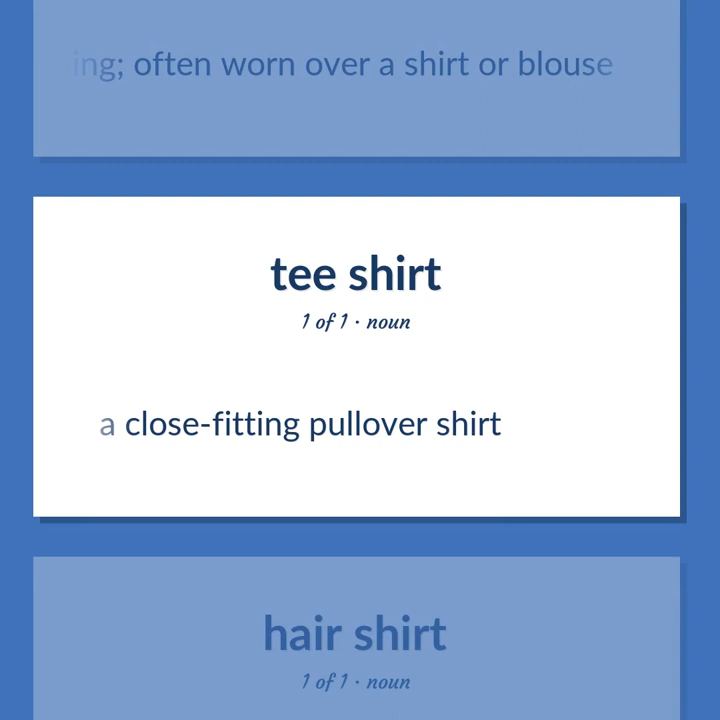 ing; often worn over a shirt or blouse
tee shirt
1 of 1 · noun
a close-fitting pullover shirt
hair shirt
1 of 1 · noun